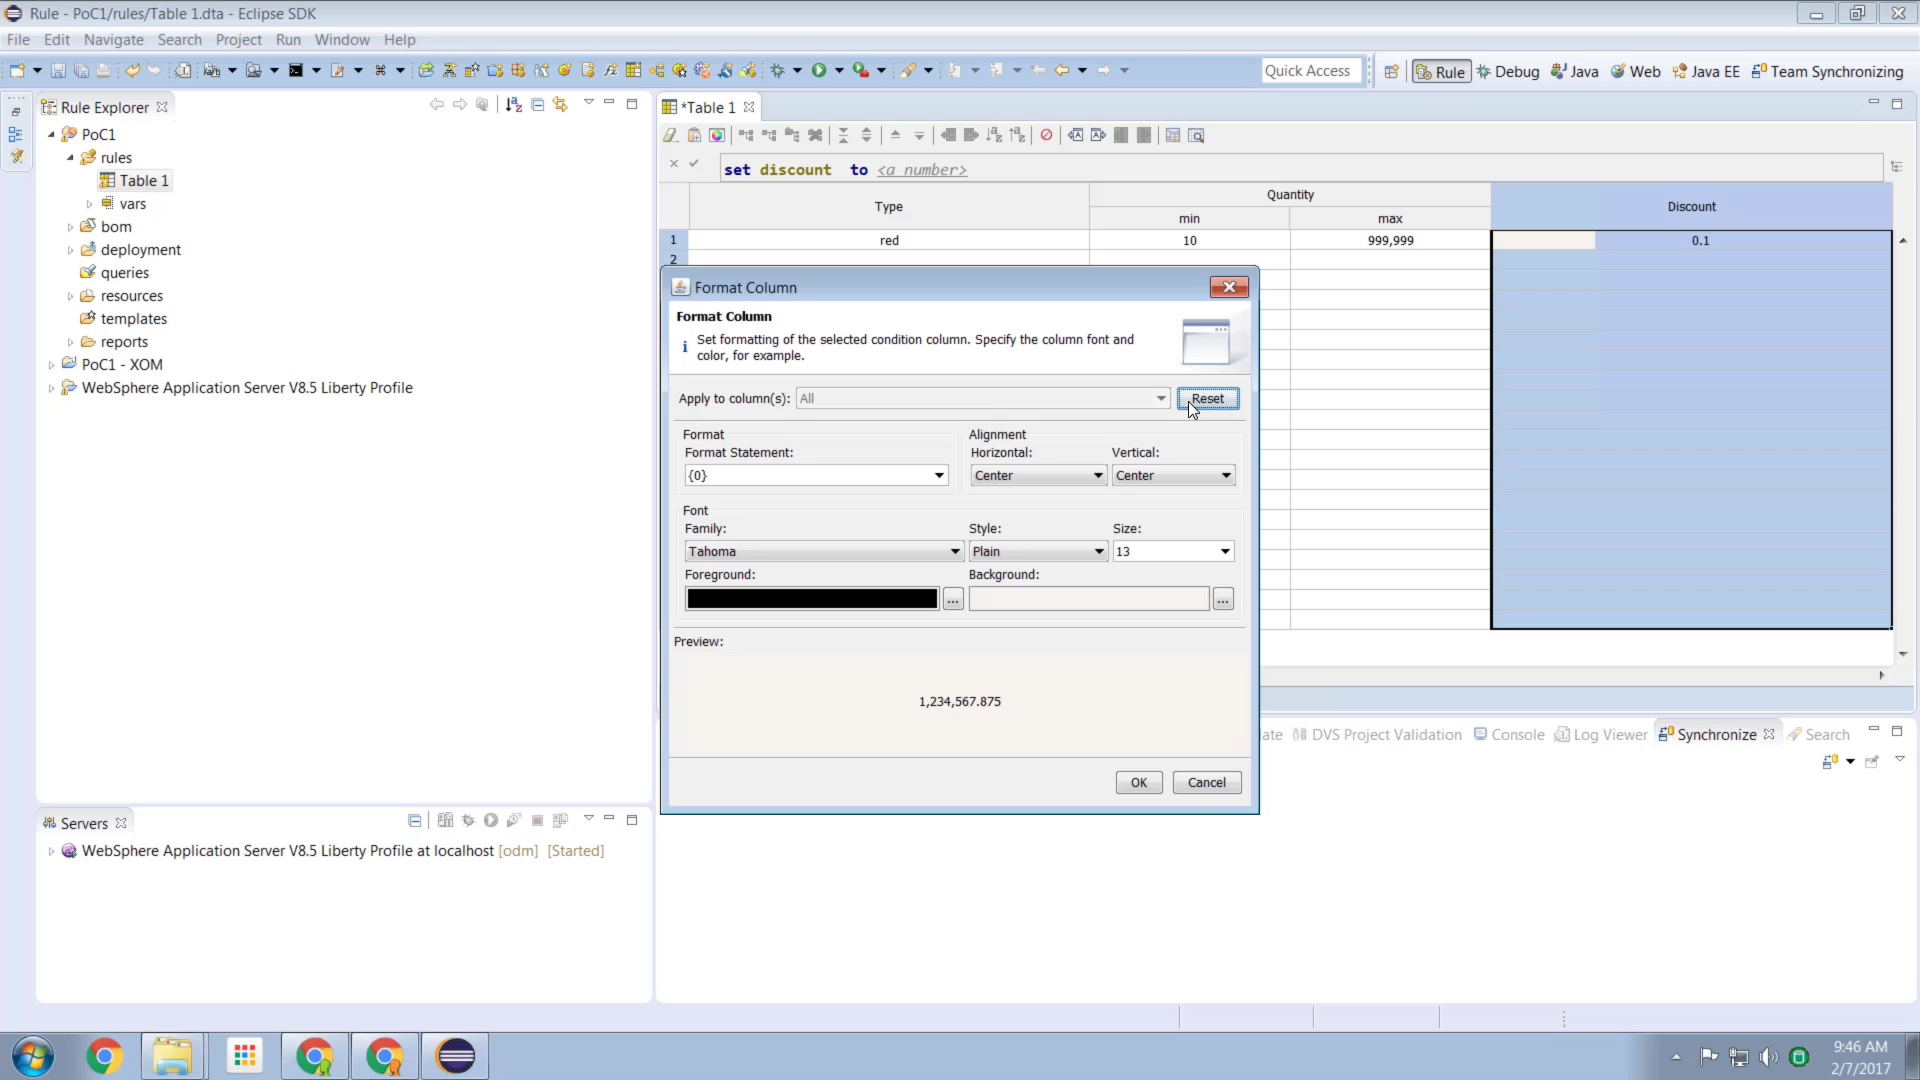 Rule - PoC1/rules/Table 1.dta - Eclipse SDK
File Edit Navigate Search Project Run Window Help
Quick Access
Rule Debug Java Web Java EE Team Synchronizing
Rule Explorer
PoC1
rules
Table 1
vars
bom
deployment
queries
resources
templates
reports
PoC1 - XOM
WebSphere Application Server V8.5 Liberty Profile
*Table 1
set discount to <a number>
Type Quantity Discount
min max
1 red 10 999,999 0.1
2
Format Column
Format Column
Set formatting of the selected condition column. Specify the column font and
color, for example.
Apply to column(s): All Reset
Format Alignment
Format Statement: Horizontal: Vertical:
{0} Center Center
Font
Family: Style: Size:
Tahoma Plain 13
Foreground: Background:
... ...
Preview:
1,234,567.875
OK Cancel
ate DVS Project Validation Console Log Viewer Synchronize Search
Servers
WebSphere Application Server V8.5 Liberty Profile at localhost [odm] [Started]
9:46 AM
2/7/2017